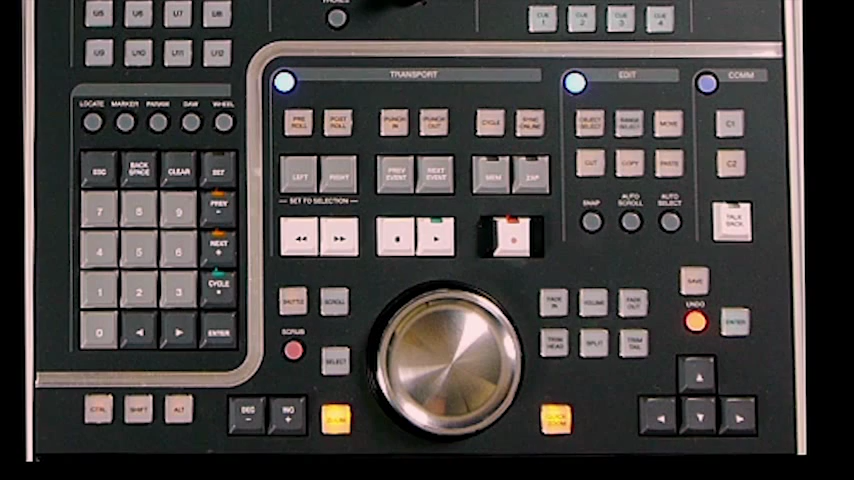 U5 U6 U7 U8
PHONES
CUE 1 CUE 2 CUE 3 CUE 4
U9 U10 U11 U12
TRANSPORT
EDIT
COMM
LOCATE MARKER PARAM DAW WHEEL
PRE ROLL
POST ROLL
PUNCH IN
PUNCH OUT
CYCLE
SYNC ONLINE
OBJECT SELECT
RANGE SELECT
MOVE
C1
ESC
BACK SPACE
CLEAR
SET
LEFT
RIGHT
PREV EVENT
NEXT EVENT
MEM
CUT
COPY
PASTE
C2
7 8 9
PREV -
SET TO SELECTION
SNAP
AUTO SCROLL
AUTO SELECT
TALK BACK
4 5 6
NEXT +
1 2 3
CYCLE
SHUTTLE
SCROLL
FADE IN
VOLUME
FADE OUT
SAVE
UNDO
0
ENTER
SCRUB
SELECT
TRIM HEAD
SPLIT
TRIM TAIL
ENTER
CTRL SHIFT ALT
DEC -
INC +
ZOOM